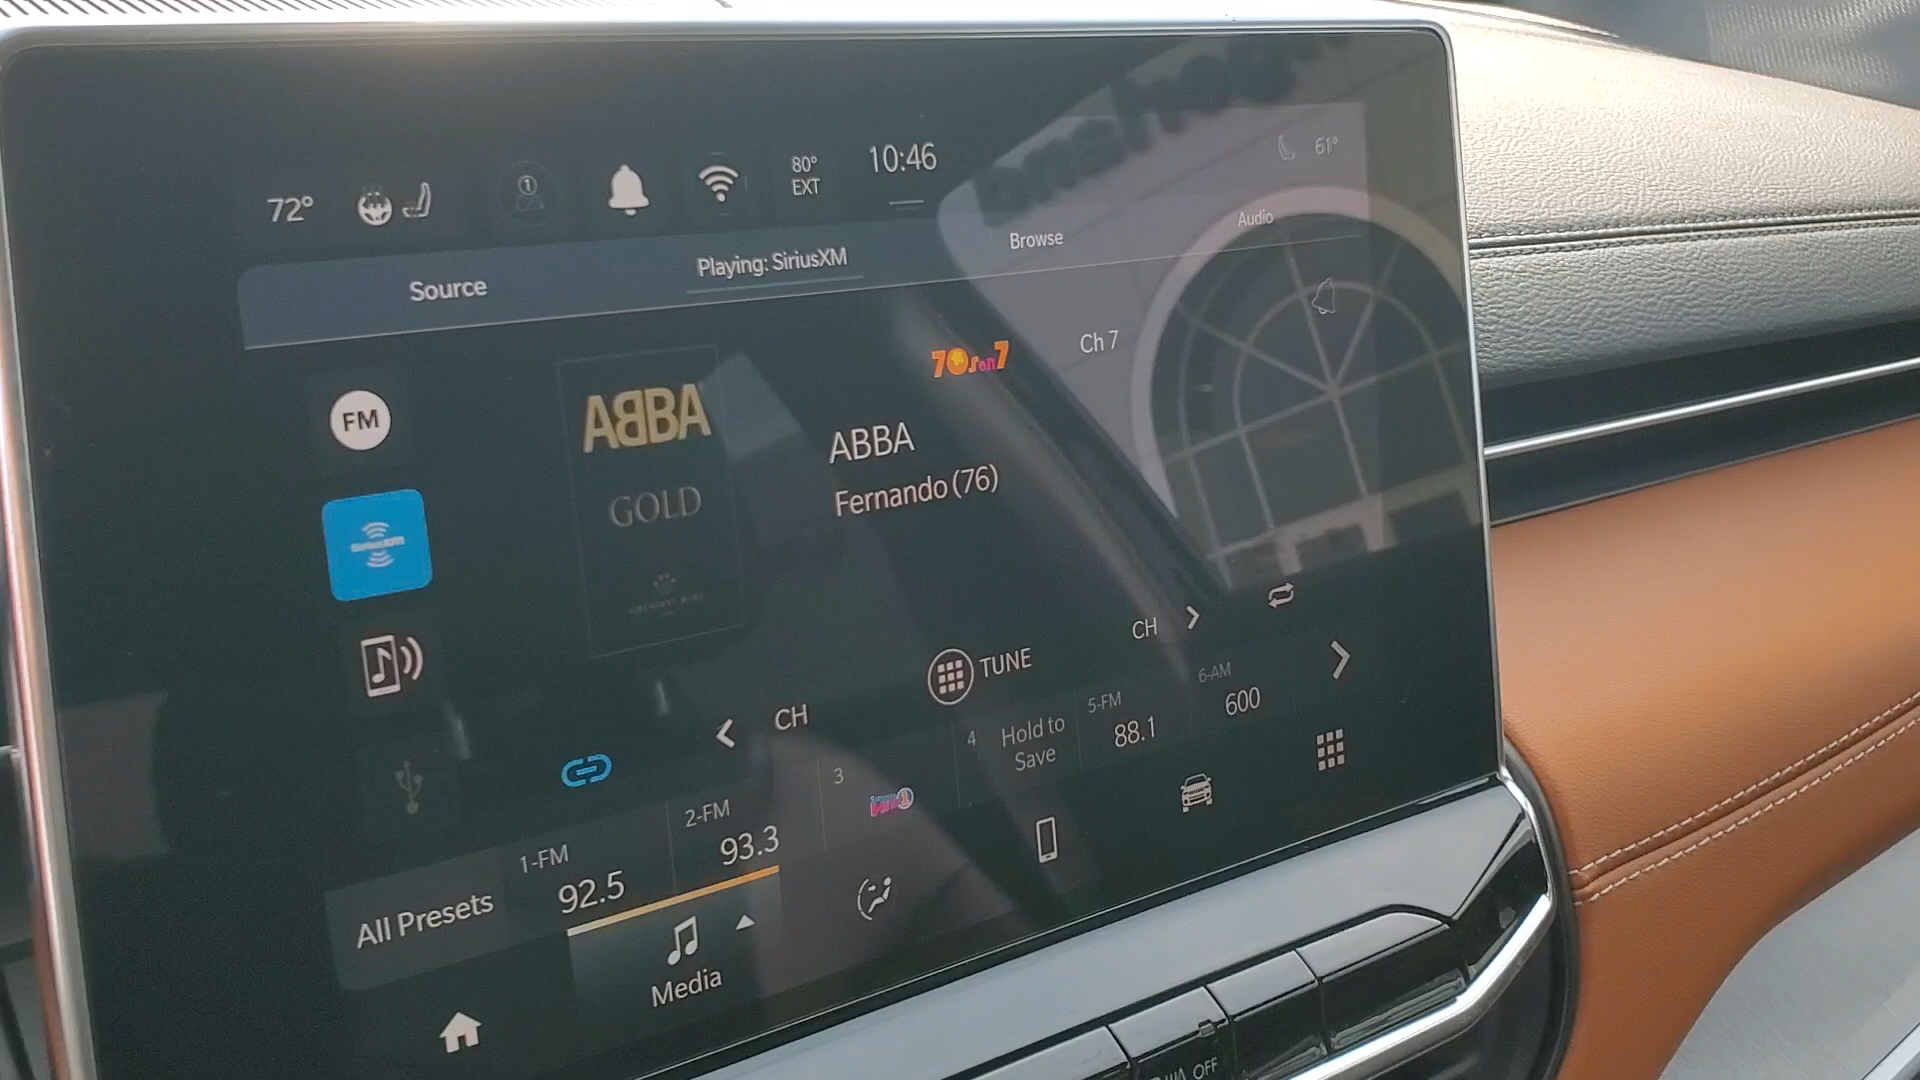 72°
1
80°
EXT
10:46
61°
Source
Playing: SiriusXM
Browse
Audio
FM
ABBA
GOLD
70s on 7
Ch 7
ABBA
Fernando (76)
CH
TUNE
CH
All Presets
1-FM
92.5
2-FM
93.3
3
4
Hold to
Save
5-FM
88.1
6-AM
600
Media
OFF